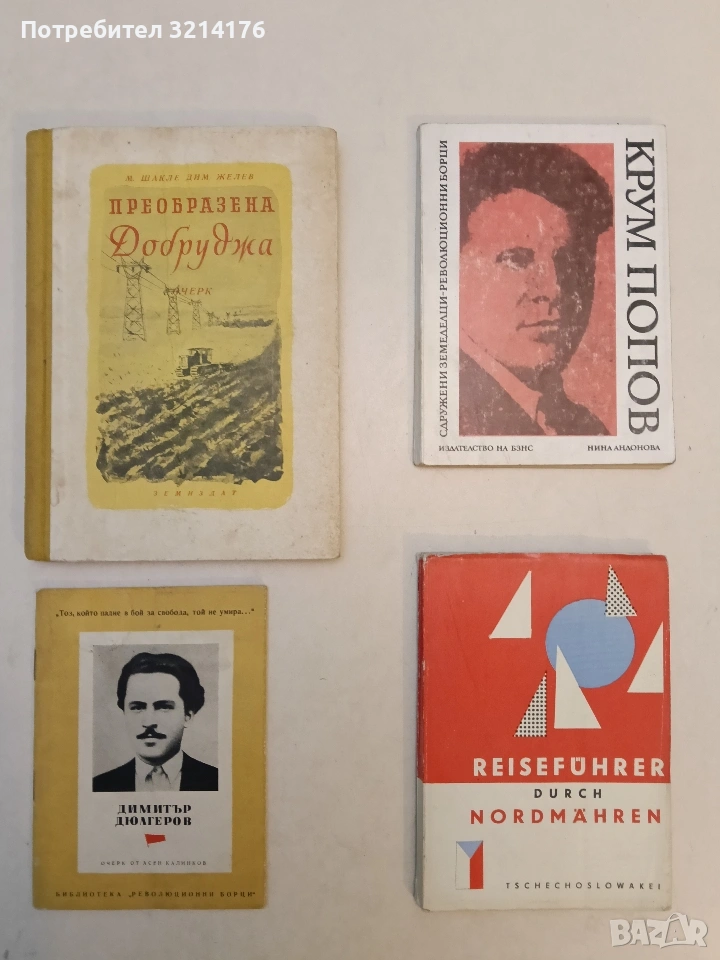 Потребител 3214176
М. ШАКЛЕ ДИМ ЖЕЛЕВ
ПРЕОБРАЗЕНА
Добруджа
ОЧЕРК
ЗЕМИЗДАТ
СДРУЖЕНИ ЗЕМЕДЕЛЦИ-РЕВОЛЮЦИОННИ БОРЦИ
КРУМ ПОПОВ
ИЗДАТЕЛСТВО НА БЗНС
НИНА АНДОНОВА
„Тоз, който падне в бой за свобода, той не умира..."
ДИМИТЪР
ДЮЛГЕРОВ
ОЧЕРК ОТ АСЕН КАЛМИКОВ
БИБЛИОТЕКА „РЕВОЛЮЦИОННИ БОРЦИ"
REISEFÜHRER
DURCH
NORDMÄHREN
TSCHECHOSLOWAKEI
BAZAR